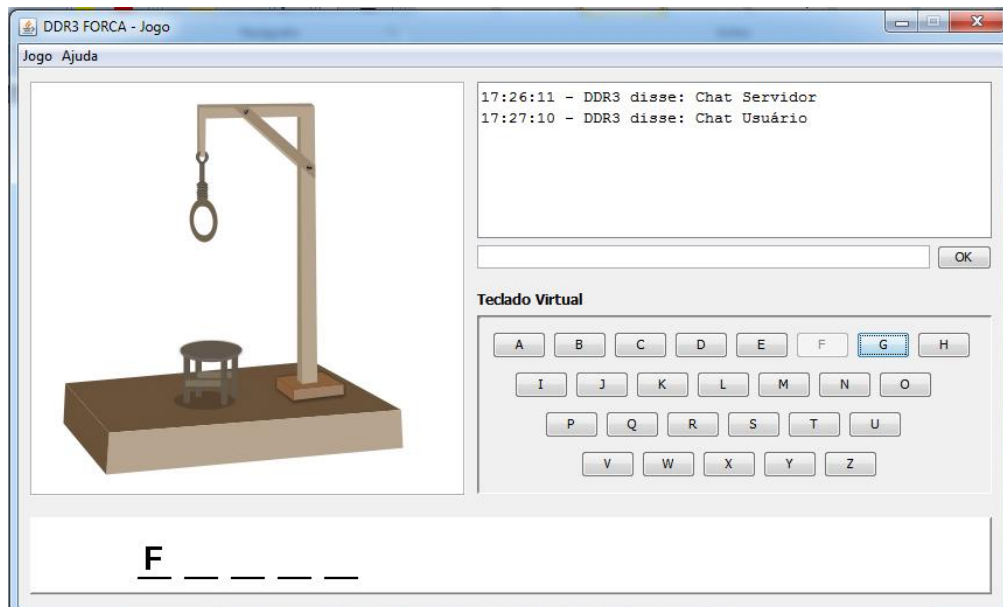 DDR3 FORCA - Jogo
Jogo Ajuda
17:26:11 - DDR3 disse: Chat Servidor
17:27:10 - DDR3 disse: Chat Usuário
OK
Teclado Virtual
A B C D E F G H
I J K L M N O
P Q R S T U
V W X Y Z
F _ _ _ _